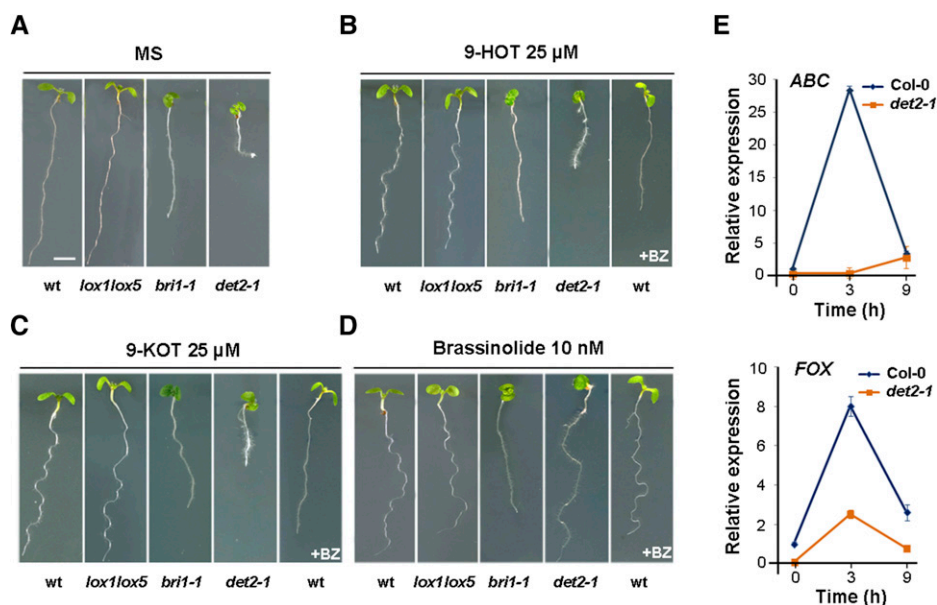 A
MS
wt lox1lox5 bri1-1 det2-1
B
9-HOT 25 µM
+BZ
wt lox1lox5 bri1-1 det2-1 wt
C
9-KOT 25 µM
+BZ
wt lox1lox5 bri1-1 det2-1 wt
D
Brassinolide 10 nM
+BZ
wt lox1lox5 bri1-1 det2-1 wt
E
ABC
Col-0
det2-1
Relative expression
30
25
20
15
10
5
0
0 3 9
Time (h)
FOX
Col-0
det2-1
Relative expression
10
8
6
4
2
0
0 3 9
Time (h)